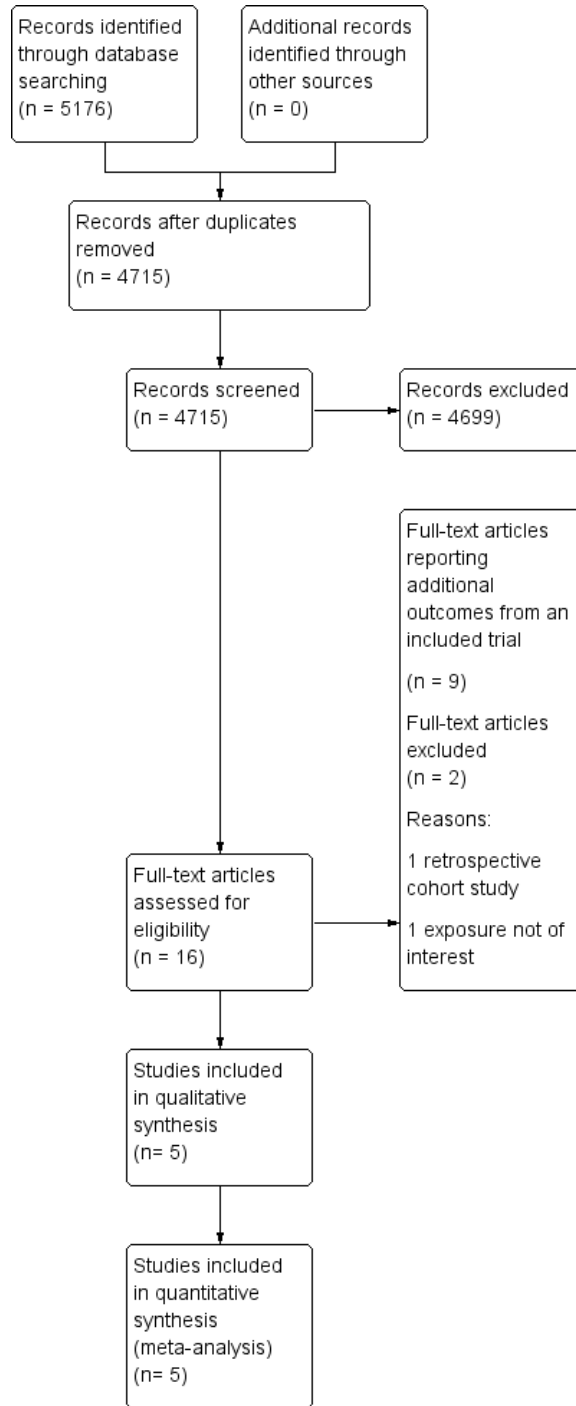 Records identified
through database
searching
(n = 5176)
Additional records
identified through
other sources
(n = 0)
Records after duplicates
removed
(n = 4715)
Records screened
(n = 4715)
Records excluded
(n = 4699)
Full-text articles
reporting
additional
outcomes from an
included trial
(n = 9)
Full-text articles
excluded
(n = 2)
Reasons:
1 retrospective
cohort study
1 exposure not of
interest
Full-text articles
assessed for
eligibility
(n = 16)
Studies included
in qualitative
synthesis
(n= 5)
Studies included
in quantitative
synthesis
(meta-analysis)
(n= 5)